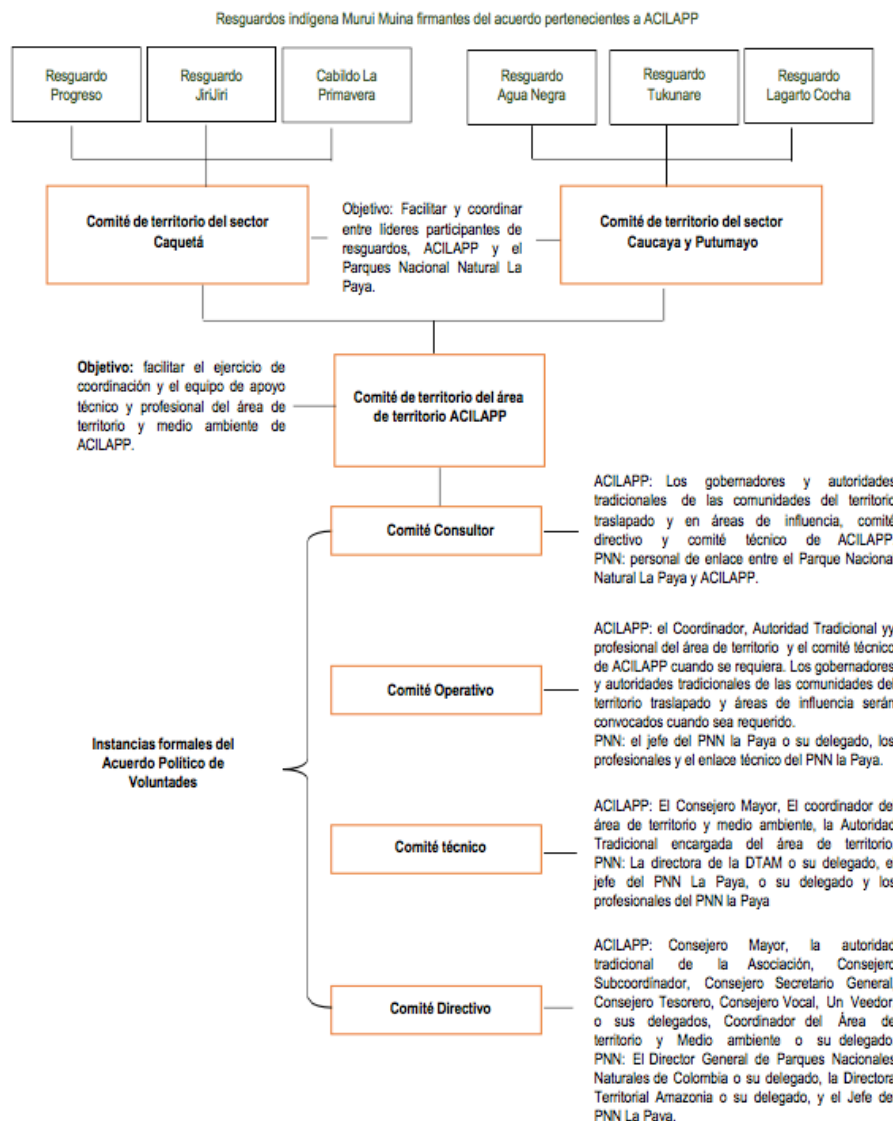 Resguardos indígena Murui Muina firmantes del acuerdo pertenecientes a ACILAPP
Resguardo
Progreso
Resguardo
JiriJiri
Cabildo La
Primavera
Resguardo
Agua Negra
Resguardo
Tukunare
Resguardo
Lagarto Cocha
Comité de territorio del sector
Caquetá
Objetivo: Facilitar y coordinar
entre líderes participantes de
resguardos, ACILAPP y el
Parques Nacional Natural La
Paya.
Comité de territorio del sector
Caucaya y Putumayo
Objetivo: facilitar el ejercicio de
coordinación y el equipo de apoyo
técnico y profesional del área de
territorio y medio ambiente de
ACILAPP.
Comité de territorio del área
de territorio ACILAPP
Comité Consultor
ACILAPP: Los gobernadores y autoridades
tradicionales de las comunidades del territorio
traslapado y en áreas de influencia, comité
directivo y comité técnico de ACILAPP
PNN: personal de enlace entre el Parque Naciona
Natural La Paya y ACILAPP.
Comité Operativo
ACILAPP: el Coordinador, Autoridad Tradicional yy
profesional del área de territorio y el comité técnico
de ACILAPP cuando se requiera. Los gobernadores
y autoridades tradicionales de las comunidades del
territorio traslapado y áreas de influencia serán
convocados cuando sea requerido.
PNN: el jefe del PNN la Paya o su delegado, los
profesionales y el enlace técnico del PNN la Paya.
Instancias formales del
Acuerdo Político de
Voluntades
Comité técnico
ACILAPP: El Consejero Mayor, El coordinador de
área de territorio y medio ambiente, la Autoridad
Tradicional encargada del área de territorio
PNN: La directora de la DTAM o su delegado, e
jefe del PNN La Paya, o su delegado y los
profesionales del PNN la Paya
Comité Directivo
ACILAPP: Consejero Mayor, la autoridad
tradicional de la Asociación, Consejero
Subcoordinador, Consejero Secretario General
Consejero Tesorero, Consejero Vocal, Un Veedor
o sus delegados, Coordinador del Área de
territorio y Medio ambiente o su delegado
PNN: El Director General de Parques Nacionales
Naturales de Colombia o su delegado, la Directora
Territorial Amazonia o su delegado, y el Jefe de
PNN La Paya.